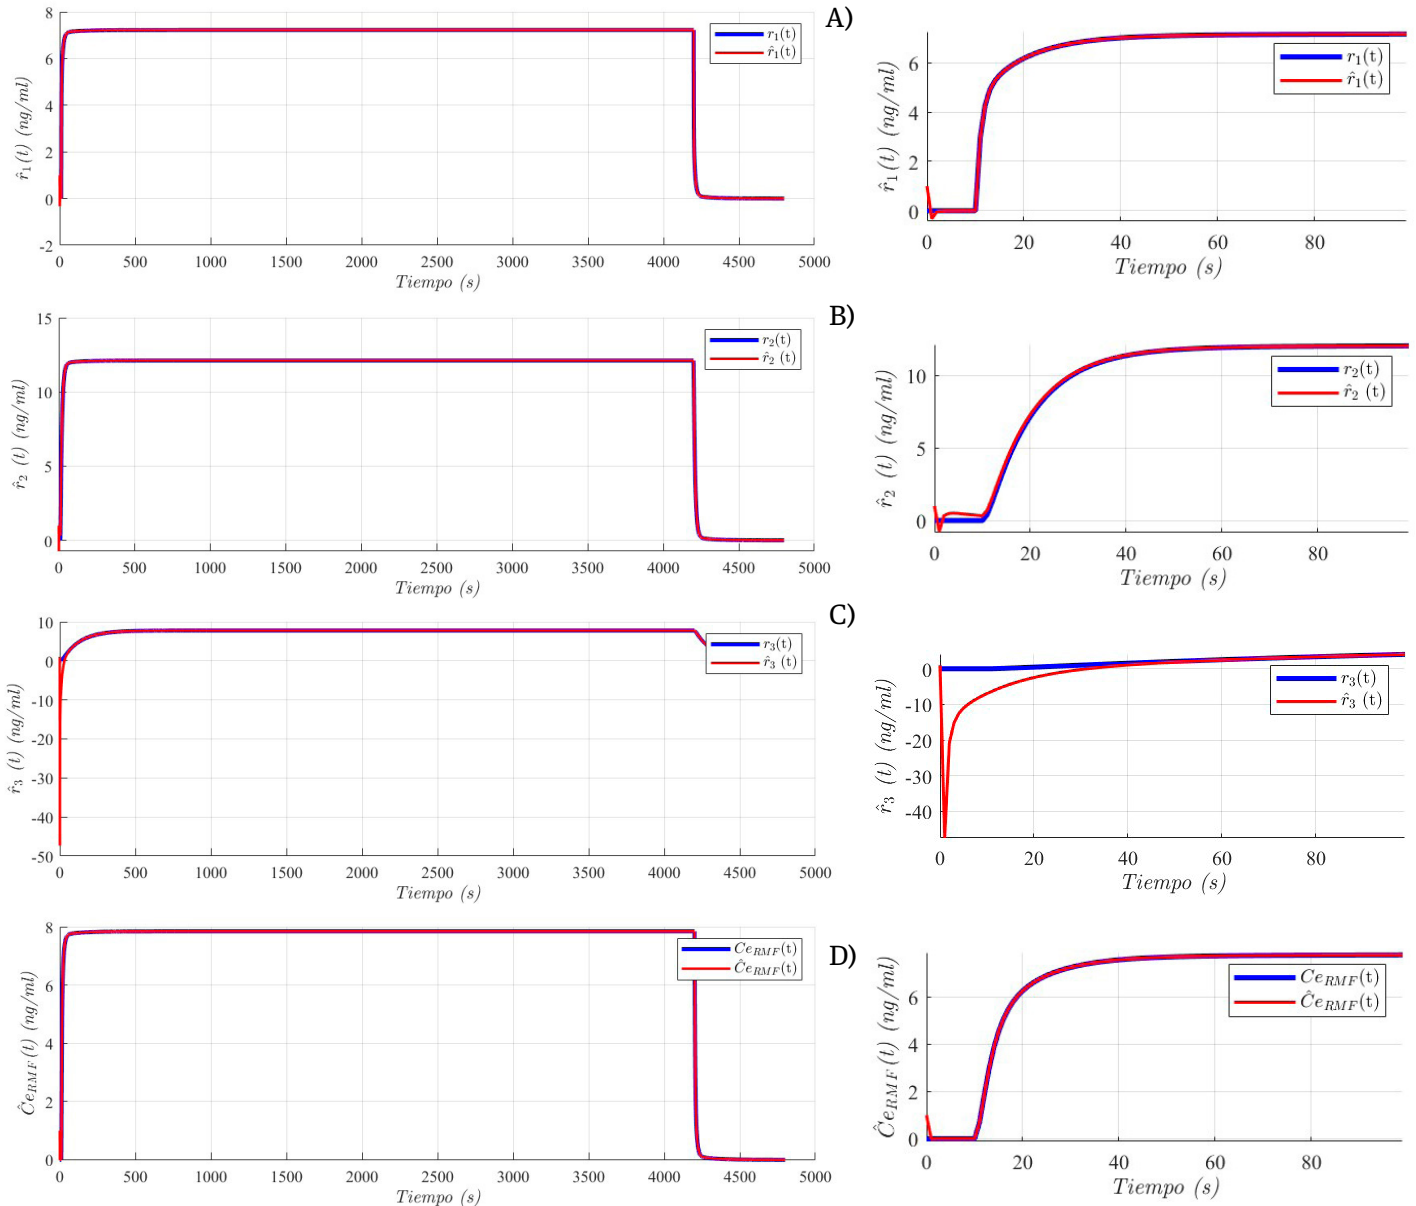 A)
8
6
4
2
0
-2
r̂₁(t) (ng/ml)
r₁(t)
r̂₁(t)
0 500 1000 1500 2000 2500 3000 3500 4000 4500 5000
Tiempo (s)
6
4
2
0
r̂₁(t) (ng/ml)
r₁(t)
r̂₁(t)
0 20 40 60 80
Tiempo (s)
B)
15
10
5
0
r̂₂ (t) (ng/ml)
r₂(t)
r̂₂ (t)
0 500 1000 1500 2000 2500 3000 3500 4000 4500 5000
Tiempo (s)
10
5
0
r̂₂ (t) (ng/ml)
r₂(t)
r̂₂ (t)
0 20 40 60 80
Tiempo (s)
C)
10
0
-10
-20
-30
-40
-50
r̂₃ (t) (ng/ml)
r₃(t)
r̂₃ (t)
0 500 1000 1500 2000 2500 3000 3500 4000 4500 5000
Tiempo (s)
0
-10
-20
-30
-40
r̂₃ (t) (ng/ml)
r₃(t)
r̂₃ (t)
0 20 40 60 80
Tiempo (s)
D)
8
6
4
2
0
Ĉe_RMF(t) (ng/ml)
Ce_RMF(t)
Ĉe_RMF(t)
0 500 1000 1500 2000 2500 3000 3500 4000 4500 5000
Tiempo (s)
6
4
2
0
Ĉe_RMF(t) (ng/ml)
Ce_RMF(t)
Ĉe_RMF(t)
0 20 40 60 80
Tiempo (s)